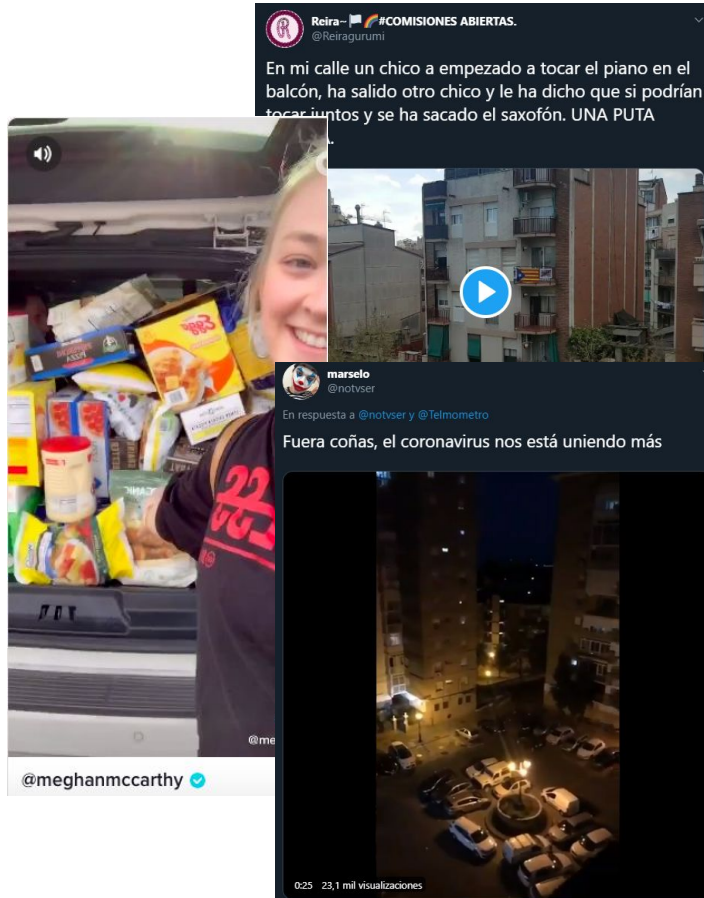 Reira~ #COMISIONES ABIERTAS.
@Reiragurumi
En mi calle un chico a empezado a tocar el piano en el
balcón, ha salido otro chico y le ha dicho que si podrían
tocar juntos y se ha sacado el saxofón. UNA PUTA
Eggo
marselo
@notvser
En respuesta a @notvser y @Telmometro
Fuera coñas, el coronavirus nos está uniendo más
@me
@meghanmccarthy
0:25 23,1 mil visualizaciones